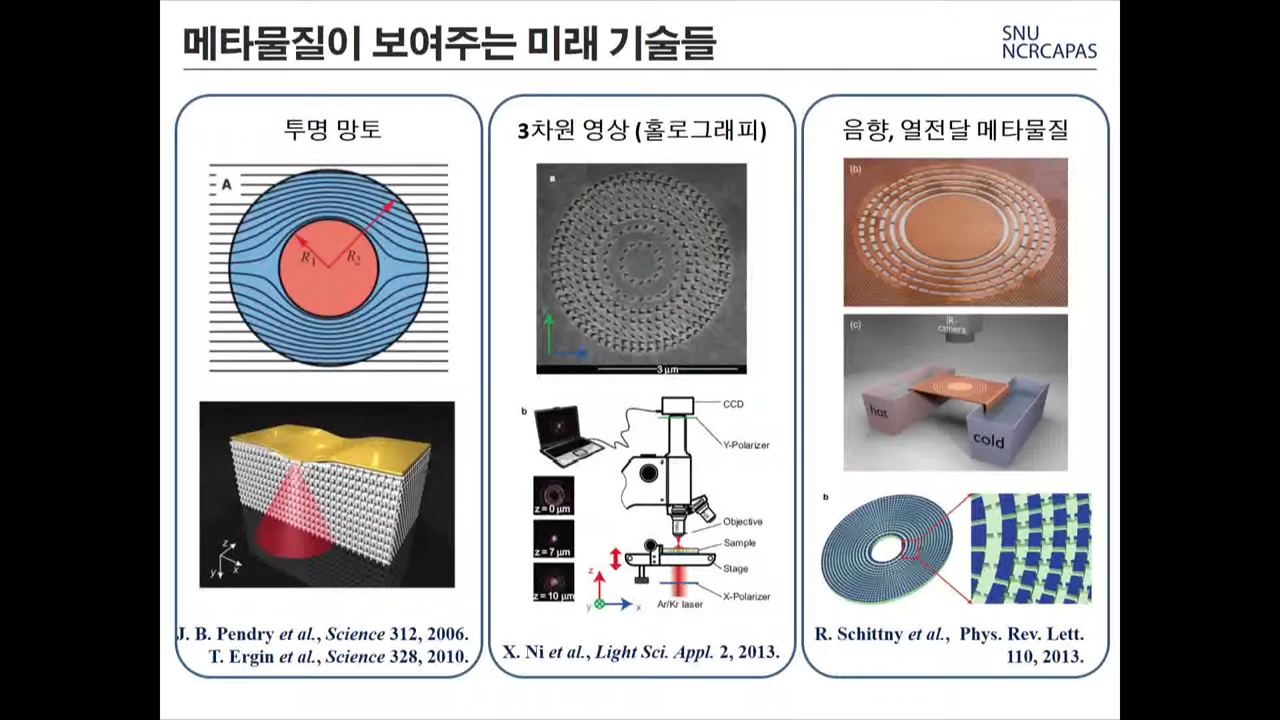 메타물질이 보여주는 미래 기술들
SNU
NCRCAPAS
투명 망토
A
R1
R2
z
x
y
J. B. Pendry et al., Science 312, 2006.
T. Ergin et al., Science 328, 2010.
3차원 영상 (홀로그래피)
a
3 μm
b
CCD
Y-Polarizer
z=0 μm
z=7 μm
z=10 μm
Objective
Sample
Stage
X-Polarizer
Ar/Kr laser
z
y
x
X. Ni et al., Light Sci. Appl. 2, 2013.
음향, 열전달 메타물질
(b)
(c)
IR-
camera
hot
cold
b
R. Schittny et al., Phys. Rev. Lett.
110, 2013.